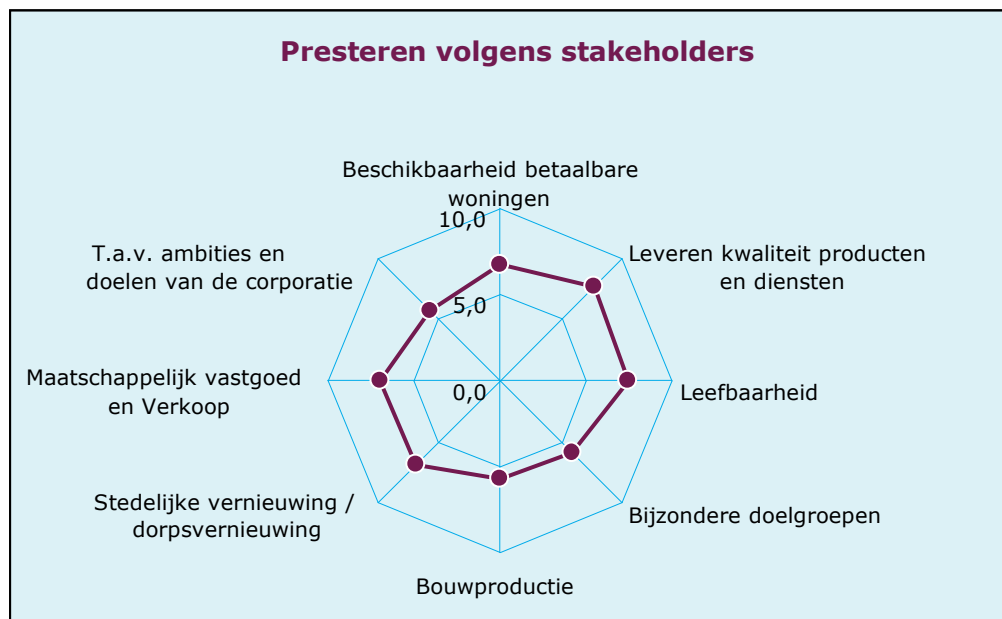 Presteren volgens stakeholders
Beschikbaarheid betaalbare
woningen
10,0
T.a.v. ambities en
doelen van de corporatie
Leveren kwaliteit producten
en diensten
5,0
Maatschappelijk vastgoed
en Verkoop
0,0
Leefbaarheid
Stedelijke vernieuwing /
dorpsvernieuwing
Bijzondere doelgroepen
Bouwproductie